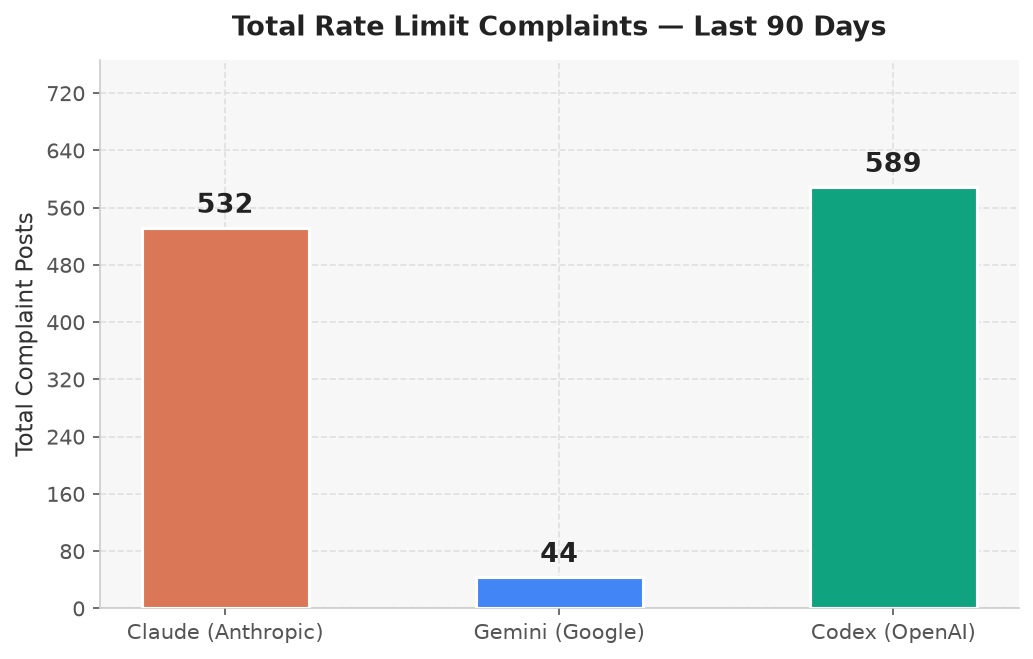 Total Rate Limit Complaints — Last 90 Days
Total Complaint Posts
720
640
560
480
400
320
240
160
80
0
532
44
589
Claude (Anthropic)
Gemini (Google)
Codex (OpenAI)